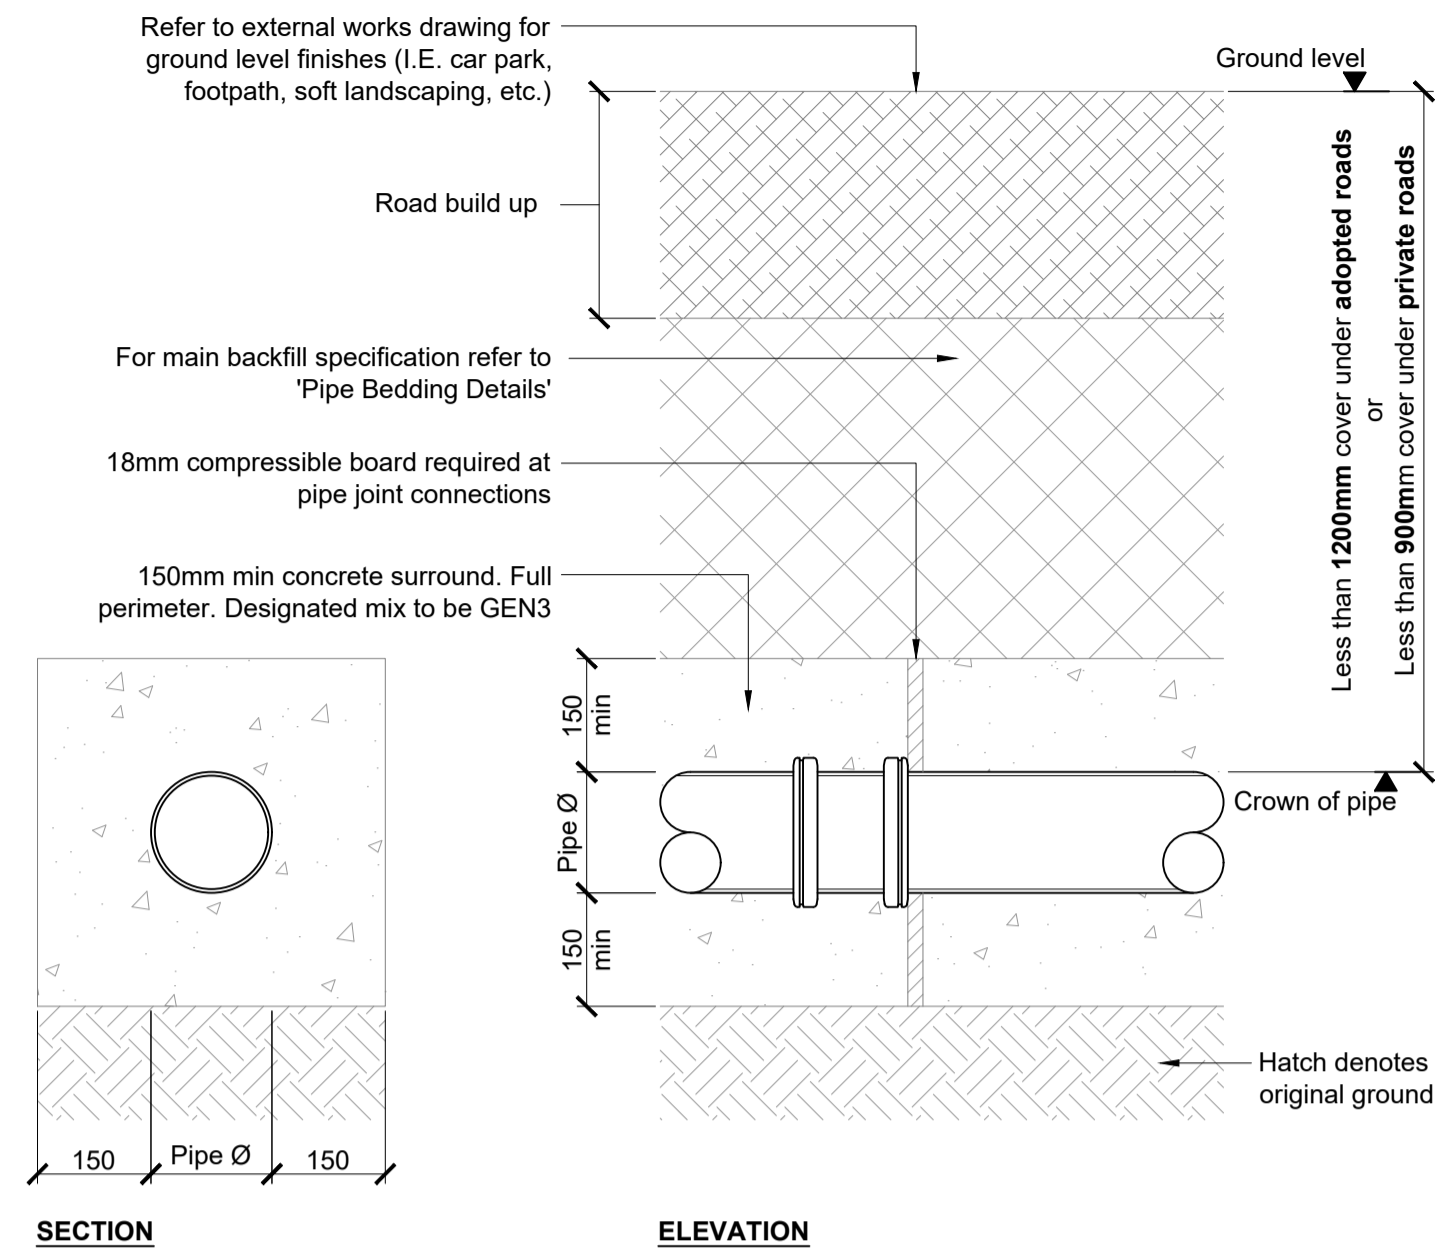 Refer to external works drawing for
ground level finishes (I.E. car park,
footpath, soft landscaping, etc.)
Ground level
Road build up
Less than 1200mm cover under adopted roads
or
Less than 900mm cover under private roads
For main backfill specification refer to
'Pipe Bedding Details'
18mm compressible board required at
pipe joint connections
150mm min concrete surround. Full
perimeter. Designated mix to be GEN3
150
min
Pipe Ø
150
min
Crown of pipe
Hatch denotes
original ground
150
Pipe Ø
150
SECTION
ELEVATION